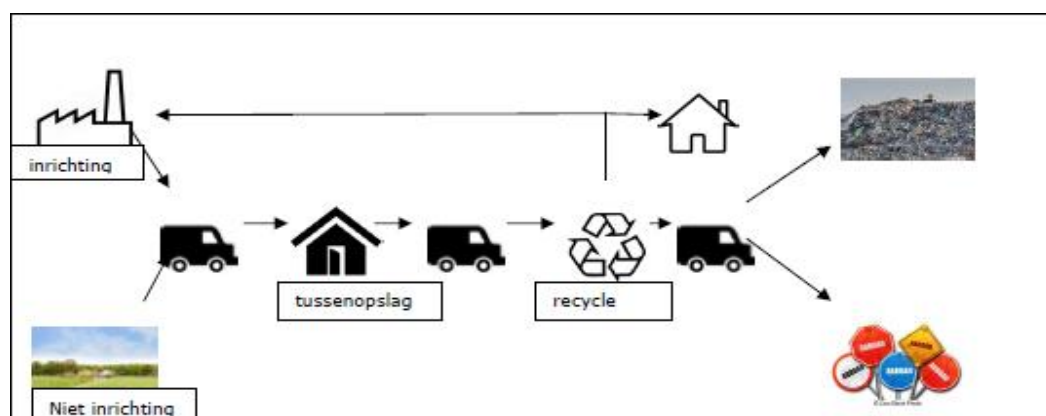 inrichting
tussenopslag
recycle
Niet inrichting